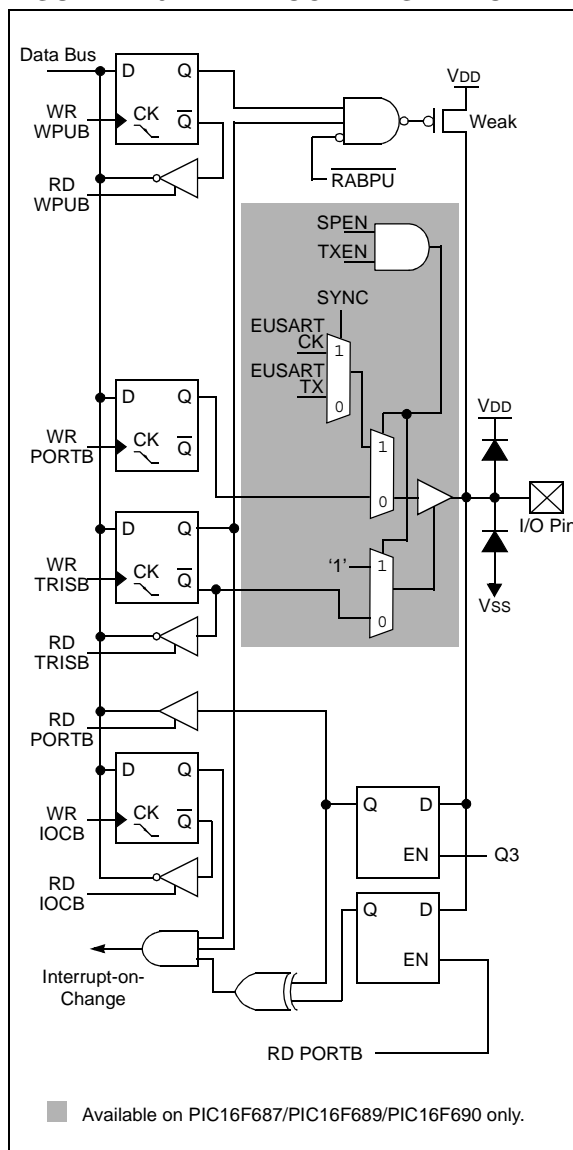 Data Bus
D Q
WR
WPUB
CK
Q
VDD
Weak
RD
WPUB
RABPU
SPEN
TXEN
SYNC
EUSART
CK
EUSART
TX
1
0
D Q
WR
PORTB
CK
Q
1
0
VDD
I/O Pin
D Q
WR
TRISB
CK
Q
'1'
1
0
VSS
RD
TRISB
RD
PORTB
D Q
WR
IOCB
CK
Q
Q D
EN
Q3
RD
IOCB
Q D
EN
Interrupt-on-
Change
RD PORTB
Available on PIC16F687/PIC16F689/PIC16F690 only.